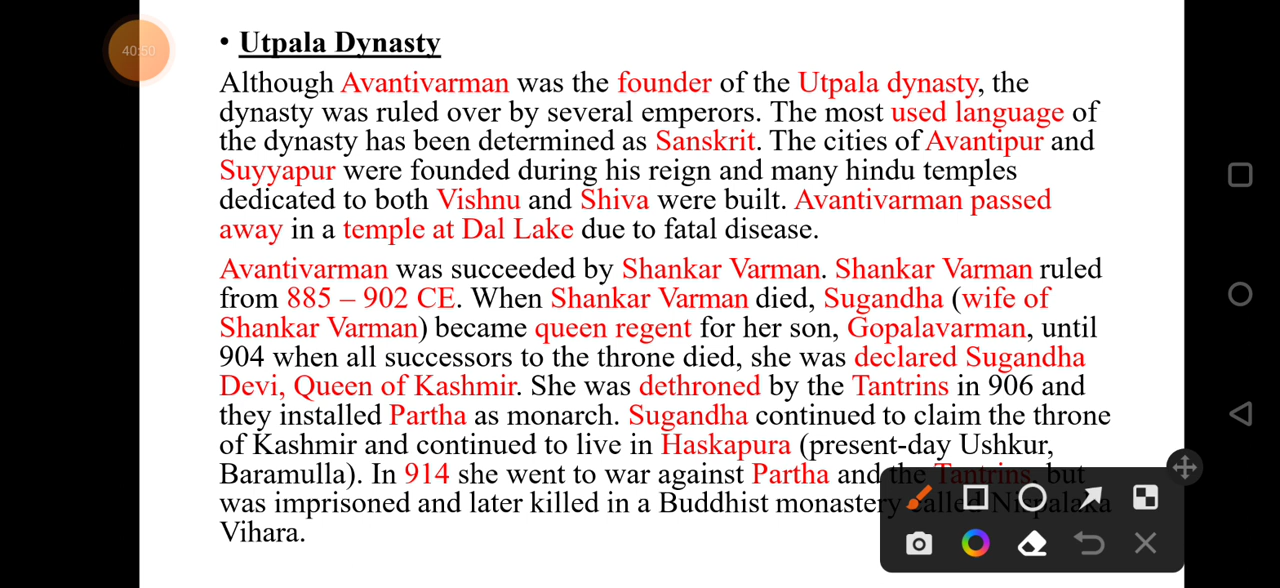 40:50
• Utpala Dynasty
Although Avantivarman was the founder of the Utpala dynasty, the
dynasty was ruled over by several emperors. The most used language of
the dynasty has been determined as Sanskrit. The cities of Avantipur and
Suyyapur were founded during his reign and many hindu temples
dedicated to both Vishnu and Shiva were built. Avantivarman passed
away in a temple at Dal Lake due to fatal disease.
Avantivarman was succeeded by Shankar Varman. Shankar Varman ruled
from 885 – 902 CE. When Shankar Varman died, Sugandha (wife of
Shankar Varman) became queen regent for her son, Gopalavarman, until
904 when all successors to the throne died, she was declared Sugandha
Devi, Queen of Kashmir. She was dethroned by the Tantrins in 906 and
they installed Partha as monarch. Sugandha continued to claim the throne
of Kashmir and continued to live in Haskapura (present-day Ushkur,
Baramulla). In 914 she went to war against Partha and the Tantrins, but
was imprisoned and later killed in a Buddhist monastery called Nispalaka
Vihara.